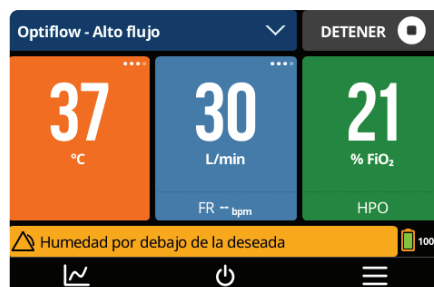 Optiflow - Alto flujo
DETENER
37
°C
30
L/min
FR -- bpm
21
% FiO₂
HPO
Humedad por debajo de la deseada
100